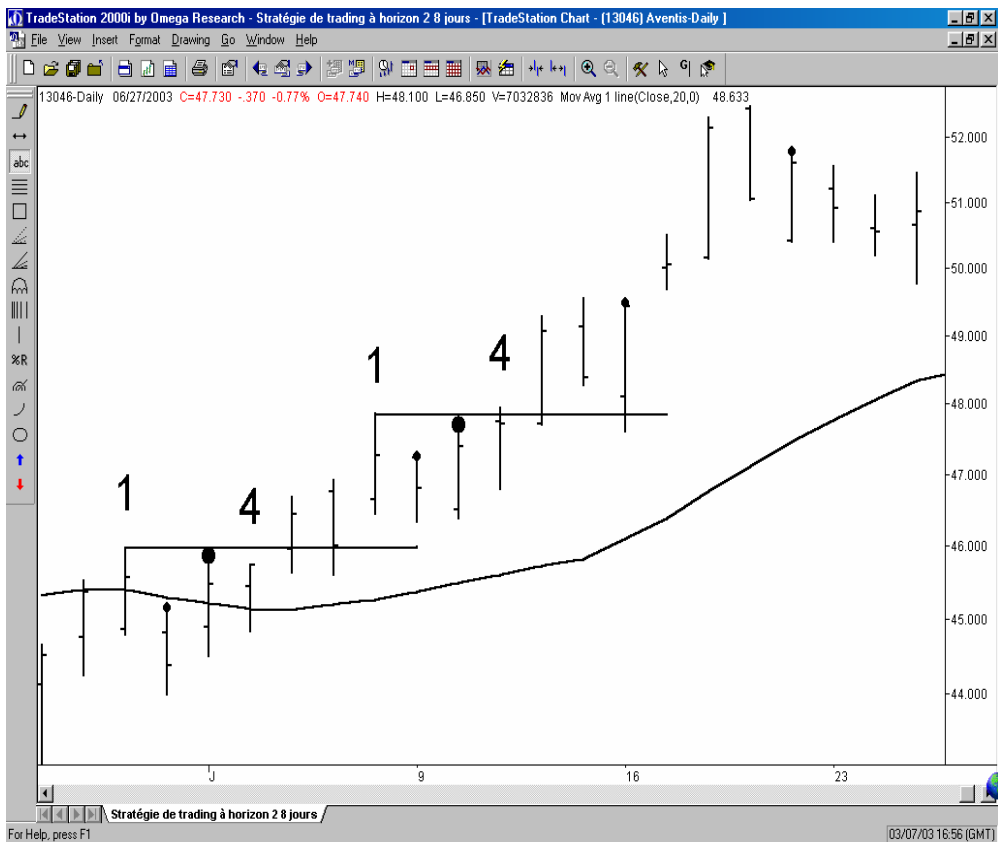 TradeStation 2000i by Omega Research - Stratégie de trading à horizon 2 8 jours - [TradeStation Chart - (13046) Aventis-Daily ]
File View Insert Format Drawing Go Window Help
13046-Daily 06/27/2003 C=47.730 -.370 -0.77% O=47.740 H=48.100 L=46.850 V=7032836 Mov Avg 1 line(Close,20,0) 48.633
abc
%R
52.000
51.000
50.000
49.000
48.000
47.000
46.000
45.000
44.000
1
4
1
4
J
9
16
23
Stratégie de trading à horizon 2 8 jours
For Help, press F1
03/07/03 16:56 (GMT)